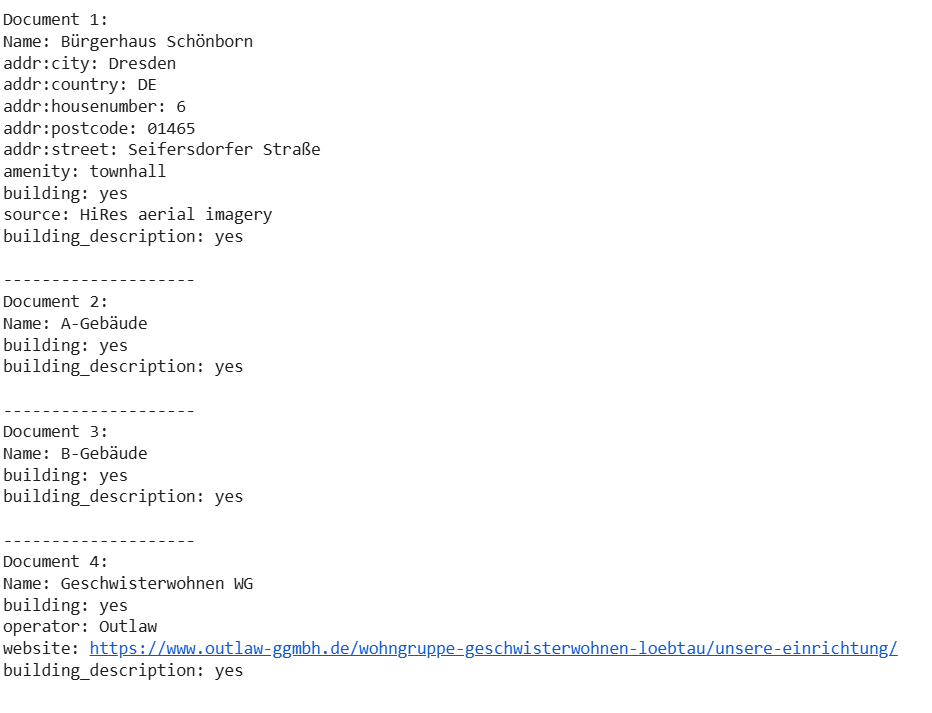 Document 1:
Name: Bürgerhaus Schönborn
addr:city: Dresden
addr:country: DE
addr:housenumber: 6
addr:postcode: 01465
addr:street: Seifersdorfer Straße
amenity: townhall
building: yes
source: HiRes aerial imagery
building_description: yes
--------------------
Document 2:
Name: A-Gebäude
building: yes
building_description: yes
--------------------
Document 3:
Name: B-Gebäude
building: yes
building_description: yes
--------------------
Document 4:
Name: Geschwisterwohnen WG
building: yes
operator: Outlaw
website: https://www.outlaw-ggmbh.de/wohngruppe-geschwisterwohnen-loebtau/unsere-einrichtung/
building_description: yes